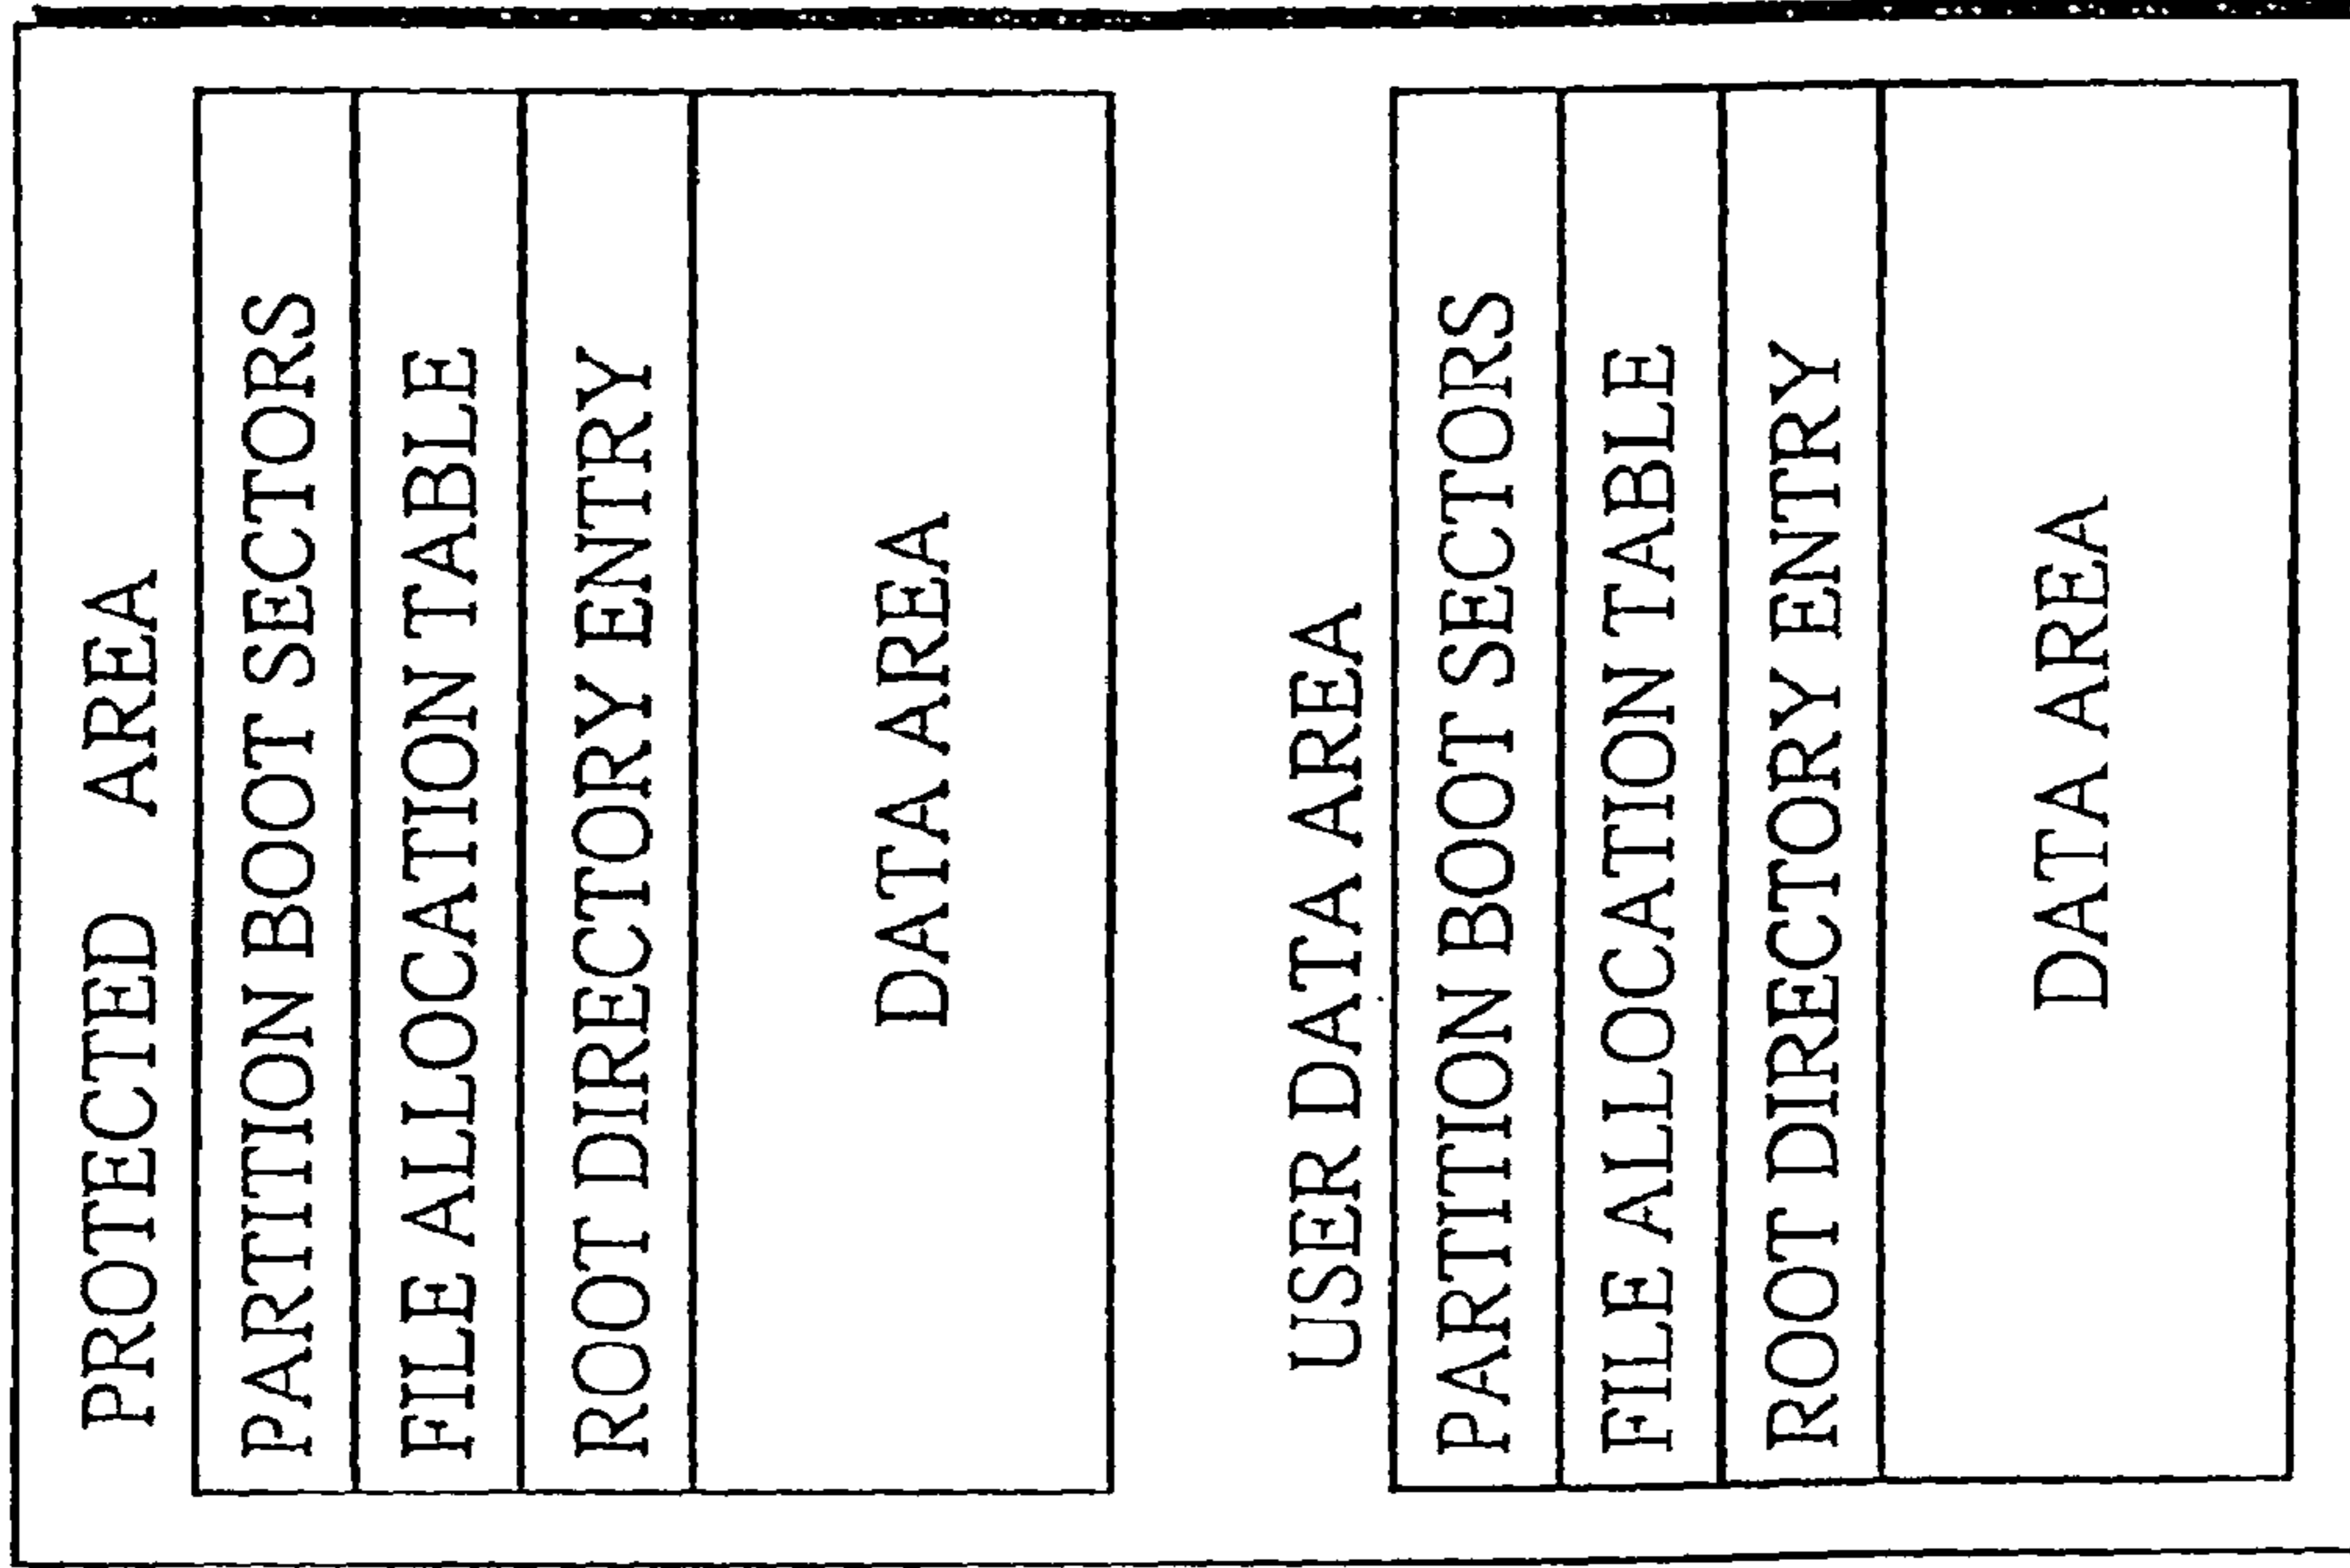 PROTECTED AREA
PARTITION BOOT SECTORS
FILE ALLOCATION TABLE
ROOT DIRECTORY ENTRY
DATA AREA
USER DATA AREA
PARTITION BOOT SECTORS
FILE ALLOCATION TABLE
ROOT DIRECTORY ENTRY
DATA AREA